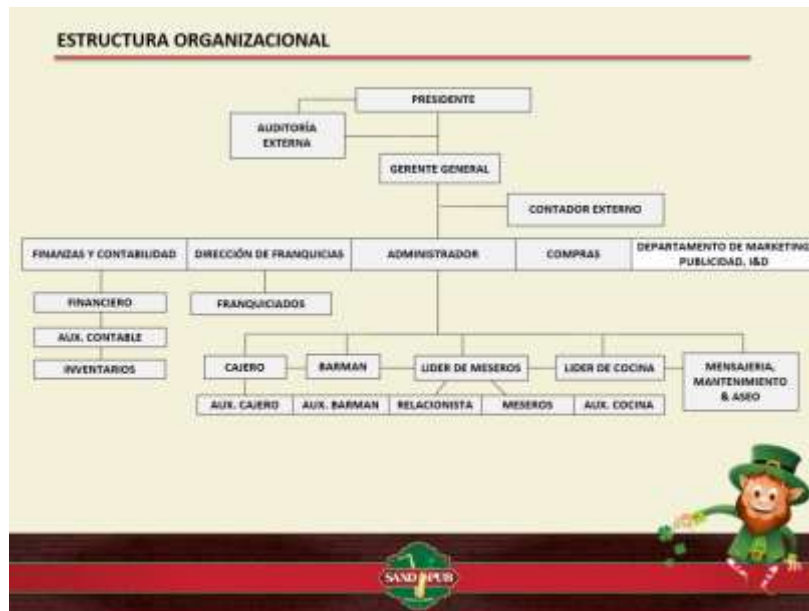 ESTRUCTURA ORGANIZACIONAL
PRESIDENTE
AUDITORÍA
EXTERNA
GERENTE GENERAL
CONTADOR EXTERNO
FINANZAS Y CONTABILIDAD
DIRECCIÓN DE FRANQUICIAS
ADMINISTRADOR
COMPRAS
DEPARTAMENTO DE MARKETING
PUBLICIDAD, I&D
FINANCIERO
FRANQUICIADOS
AUX. CONTABLE
INVENTARIOS
CAJERO
BARMAN
LIDER DE MESEROS
LIDER DE COCINA
MENSAJERIA,
MANTENIMIENTO
& ASEO
AUX. CAJERO
AUX. BARMAN
RELACIONISTA
MESEROS
AUX. COCINA
SAND PUB